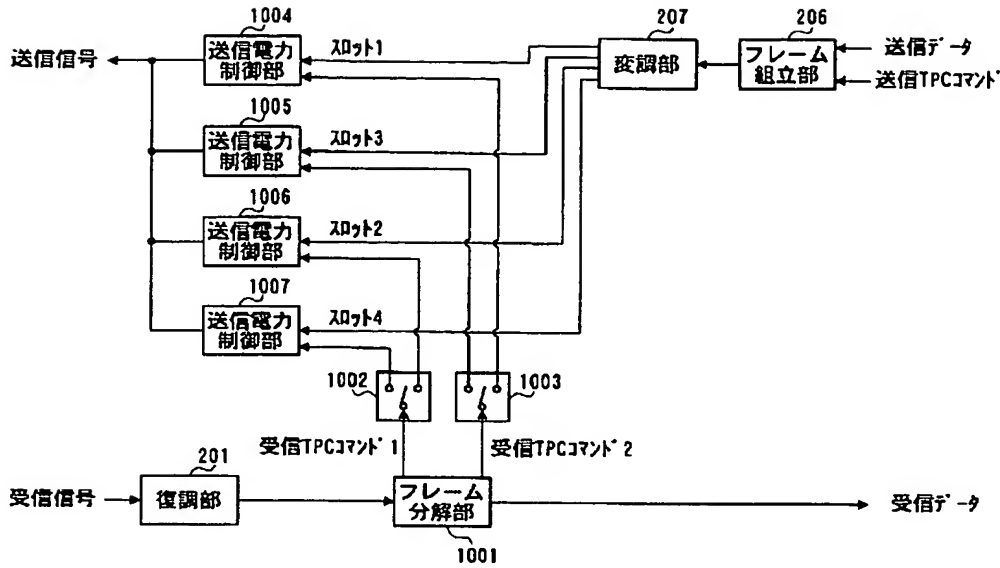 1004
送信信号
送信電力
制御部
スロット1
207
変調部
206
フレーム
組立部
送信データ
送信TPCコマンド
1005
送信電力
制御部
スロット3
1006
送信電力
制御部
スロット2
1007
送信電力
制御部
スロット4
1002
1003
受信TPCコマンド1
受信TPCコマンド2
201
受信信号
復調部
フレーム
分解部
1001
受信データ